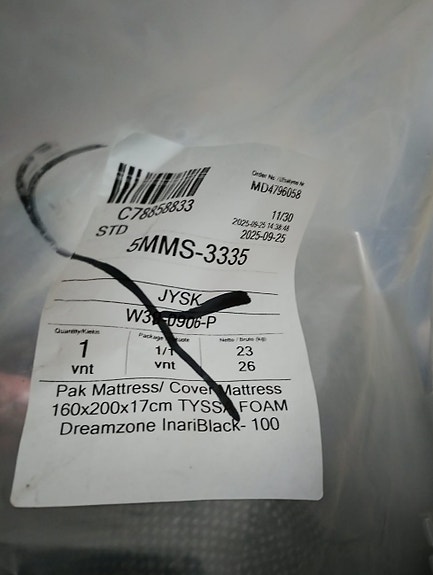 Order No. / Užsakymo Nr.
MD4796058
C78858833
11/30
2025-09-25 14:38:48
STD
5MMS-3335
2025-09-25
JYSK
-0906-P
Quantity/Kiekis
Netto / Bruto (kg)
1
1/1
23
vnt
vnt
26
Pak Mattress/ Cover Mattress
160x200x17cm TYSSA FOAM
Dreamzone InariBlack- 100